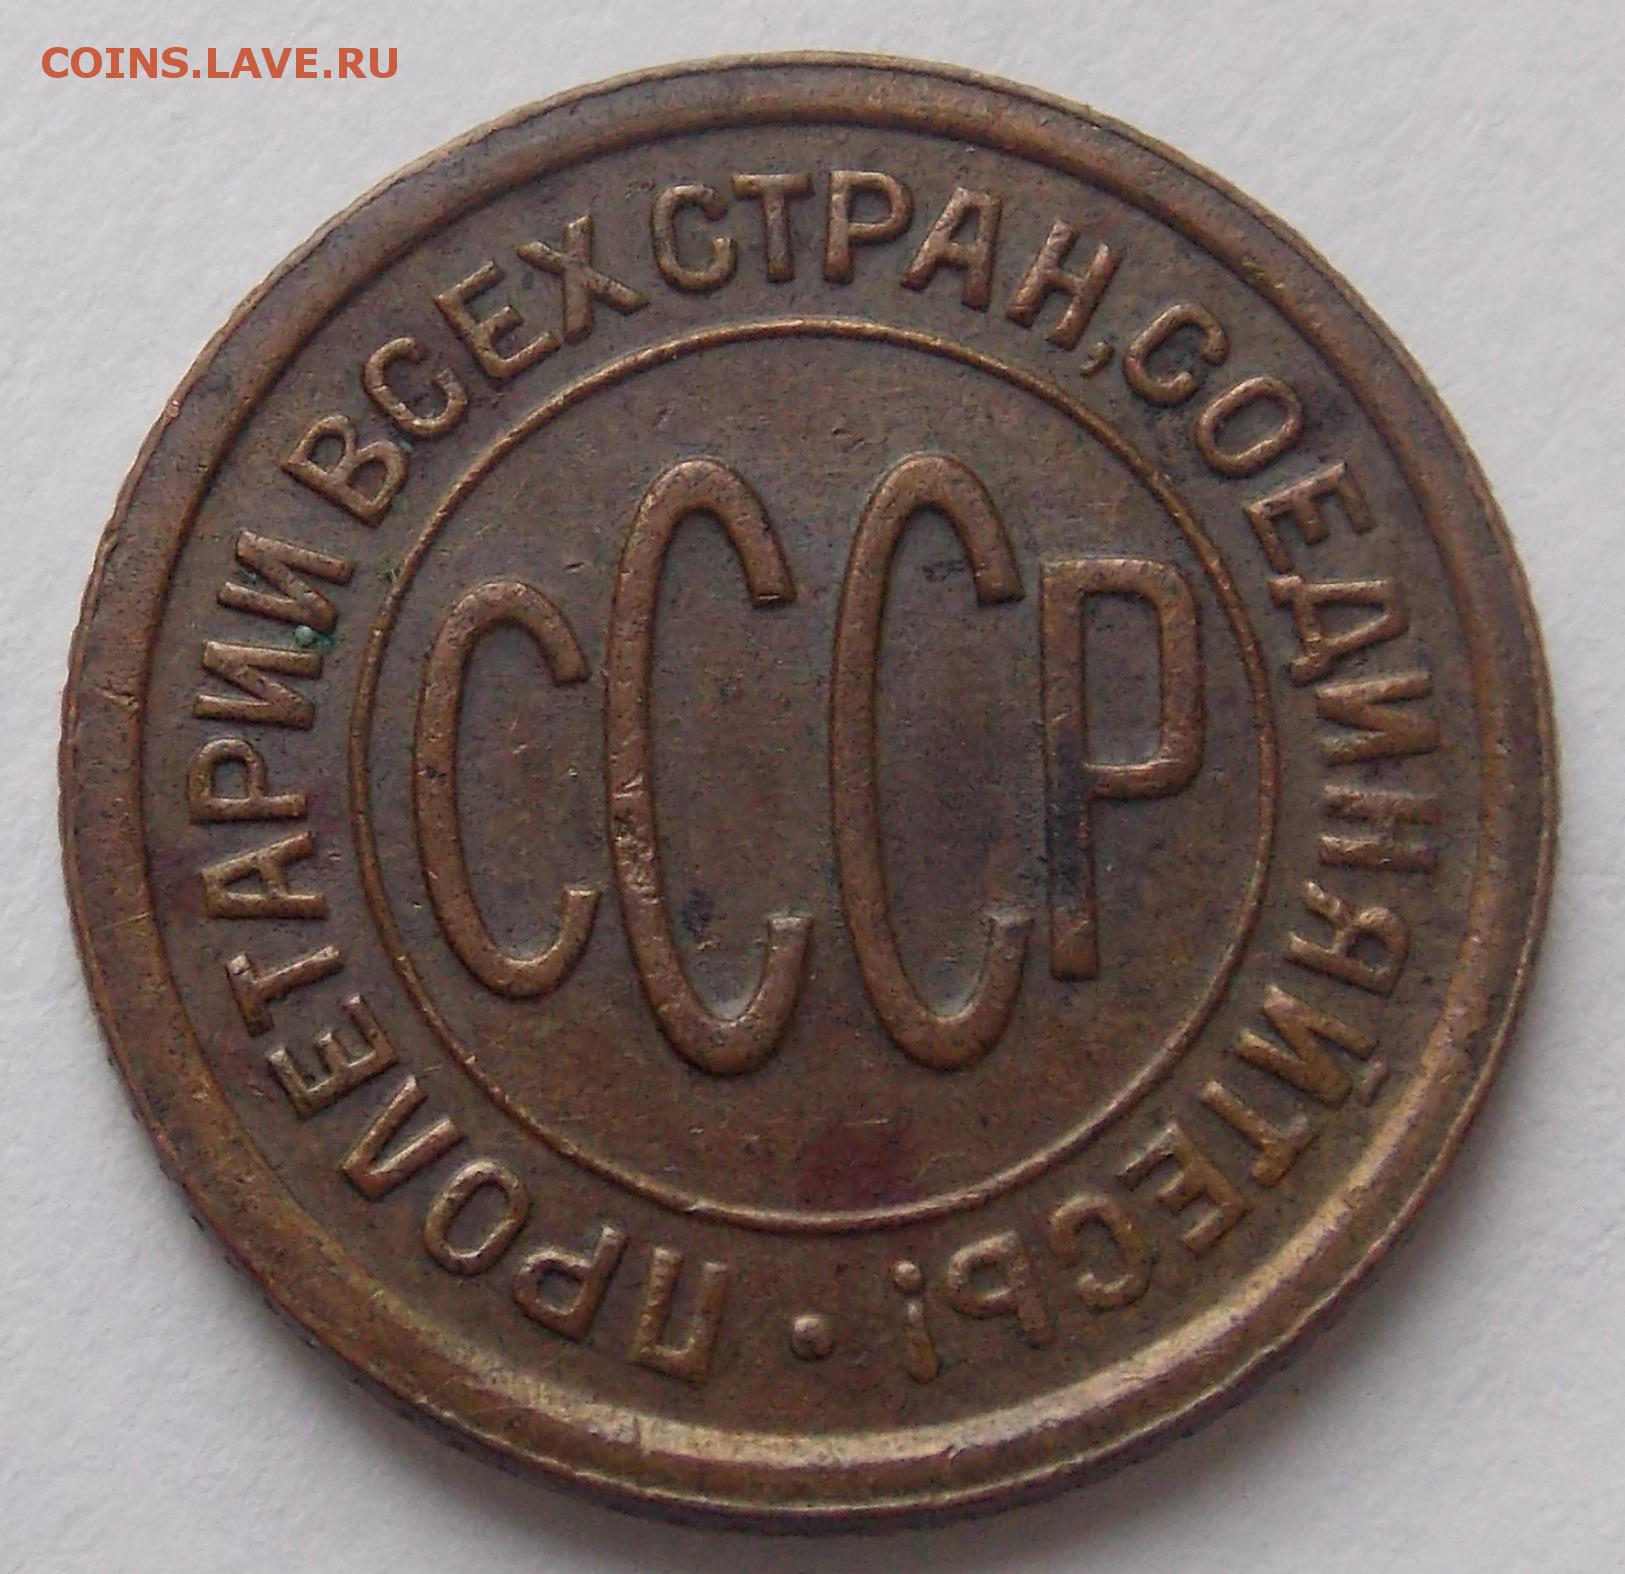 COINS.LAVE.RU
ПРОЛЕТАРИИ ВСЕХ СТРАН, СОЕДИНЯЙТЕСЬ!
СССР